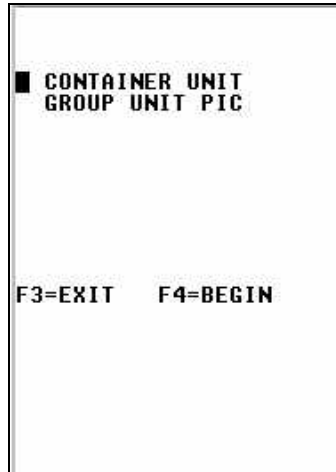 CONTAINER UNIT
GROUP UNIT PIC
F3=EXIT F4=BEGIN